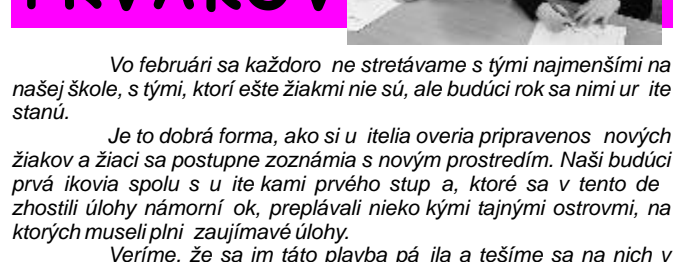 PRVÁKOV
Vo februári sa každoro ne stretávame s tými najmenšími na
našej škole, s tými, ktorí ešte žiakmi nie sú, ale budúci rok sa nimi ur ite
stanú.
Je to dobrá forma, ako si u itelia overia pripravenos nových
žiakov a žiaci sa postupne zoznámia s novým prostredím. Naši budúci
prvá ikovia spolu s u ite kami prvého stup a, ktoré sa v tento de
zhostili úlohy námorní ok, preplávali nieko kými tajnými ostrovmi, na
ktorých museli plni zaujímavé úlohy.
Veríme, že sa im táto plavba pá ila a tešíme sa na nich v